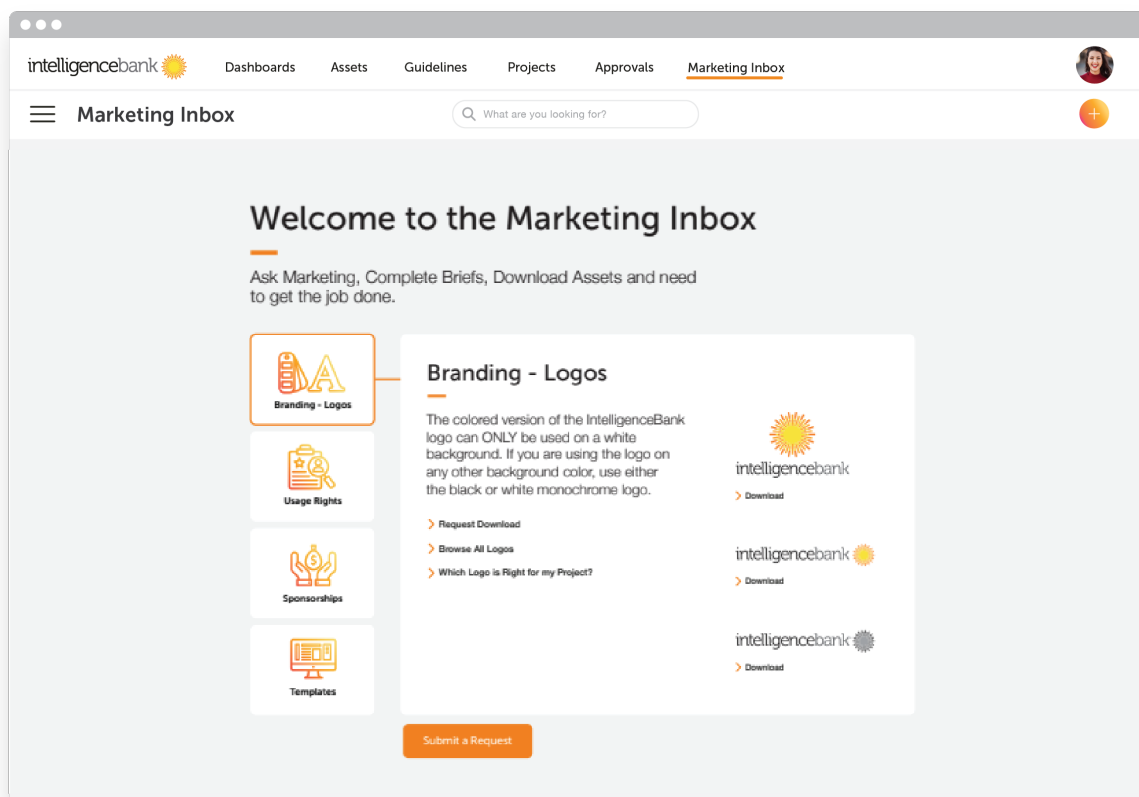 intelligencebank
Dashboards
Assets
Guidelines
Projects
Approvals
Marketing Inbox
Marketing Inbox
What are you looking for?
Welcome to the Marketing Inbox
Ask Marketing, Complete Briefs, Download Assets and need
to get the job done.
Branding - Logos
Usage Rights
Sponsorships
Templates
Branding - Logos
The colored version of the IntelligenceBank
logo can ONLY be used on a white
background. If you are using the logo on
any other background color, use either
the black or white monochrome logo.
Request Download
Browse All Logos
Which Logo is Right for my Project?
intelligencebank
Download
intelligencebank
Download
intelligencebank
Download
Submit a Request